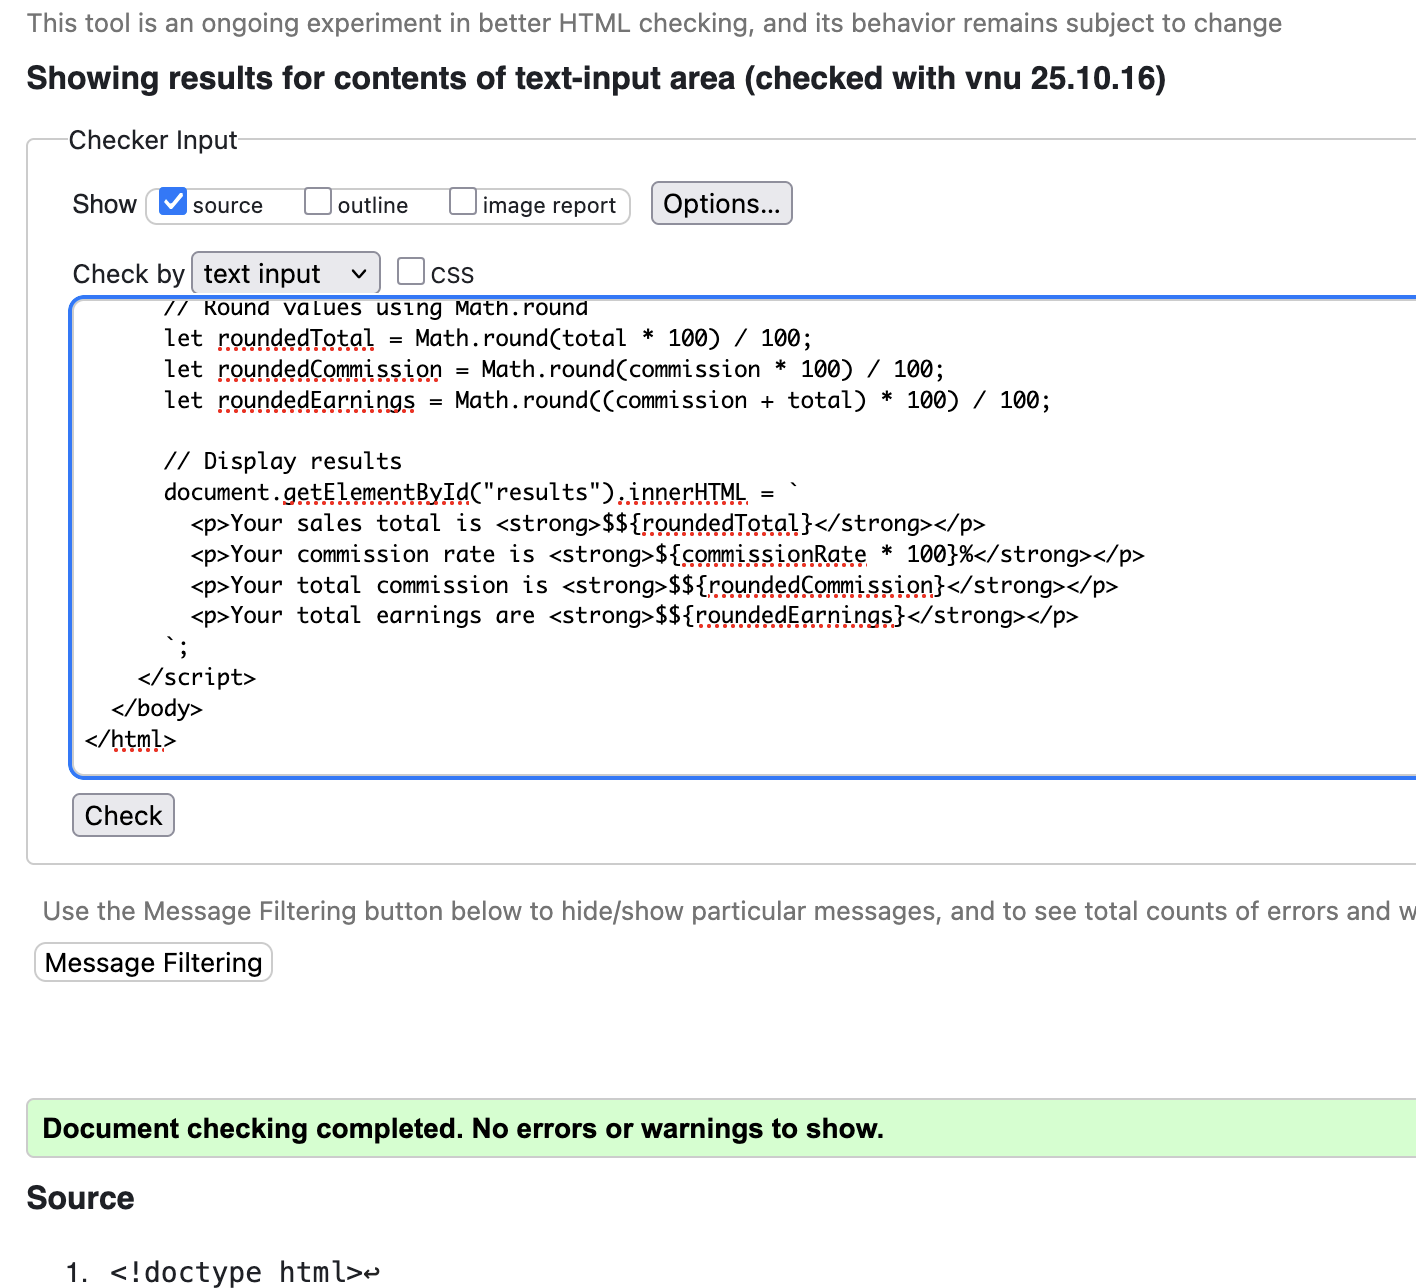 This tool is an ongoing experiment in better HTML checking, and its behavior remains subject to change
Showing results for contents of text-input area (checked with vnu 25.10.16)
Checker Input
Show source outline image report Options...
Check by text input CSS
// Round values using Math.round
let roundedTotal = Math.round(total * 100) / 100;
let roundedCommission = Math.round(commission * 100) / 100;
let roundedEarnings = Math.round((commission + total) * 100) / 100;
// Display results
document.getElementById("results").innerHTML = `
<p>Your sales total is <strong>$${roundedTotal}</strong></p>
<p>Your commission rate is <strong>${commissionRate * 100}%</strong></p>
<p>Your total commission is <strong>$${roundedCommission}</strong></p>
<p>Your total earnings are <strong>$${roundedEarnings}</strong></p>
`;
</script>
</body>
</html>
Check
Use the Message Filtering button below to hide/show particular messages, and to see total counts of errors and
Message Filtering
Document checking completed. No errors or warnings to show.
Source
1. <!doctype html>↩